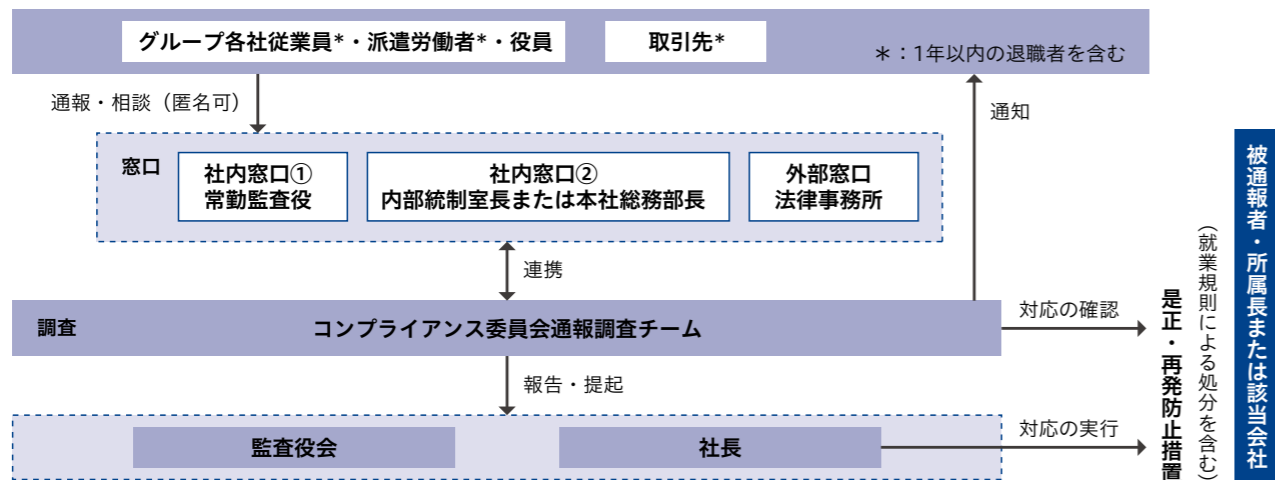 グループ各社従業員*・派遣労働者*・役員
取引先*
＊：1年以内の退職者を含む
通報・相談（匿名可）
通知
窓口
社内窓口①
常勤監査役
社内窓口②
内部統制室長または本社総務部長
外部窓口
法律事務所
連携
調査
コンプライアンス委員会通報調査チーム
対応の確認
報告・提起
監査役会
社長
対応の実行
是正・再発防止措置
（就業規則による処分を含む）
被通報者・所属長または該当会社